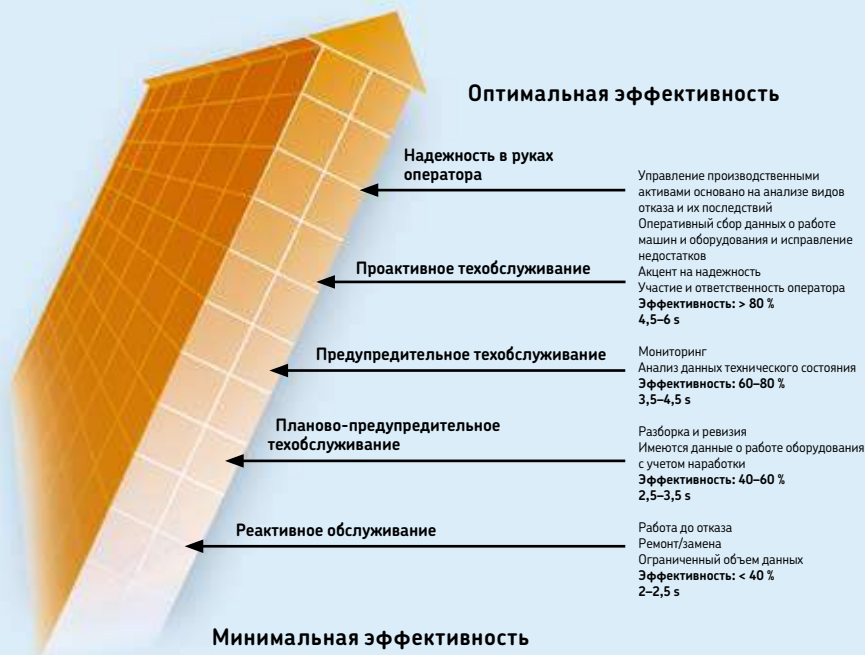 Оптимальная эффективность
Надежность в руках
оператора
Управление производственными
активами основано на анализе видов
отказа и их последствий
Оперативный сбор данных о работе
машин и оборудования и исправление
недостатков
Проактивное техобслуживание
Акцент на надежность
Участие и ответственность оператора
Эффективность: > 80 %
4,5–6 s
Предупредительное техобслуживание
Мониторинг
Анализ данных технического состояния
Эффективность: 60–80 %
3,5–4,5 s
Планово-предупредительное
техобслуживание
Разборка и ревизия
Имеются данные о работе оборудования
с учетом наработки
Эффективность: 40–60 %
2,5–3,5 s
Реактивное обслуживание
Работа до отказа
Ремонт/замена
Ограниченный объем данных
Эффективность: < 40 %
2–2,5 s
Минимальная эффективность